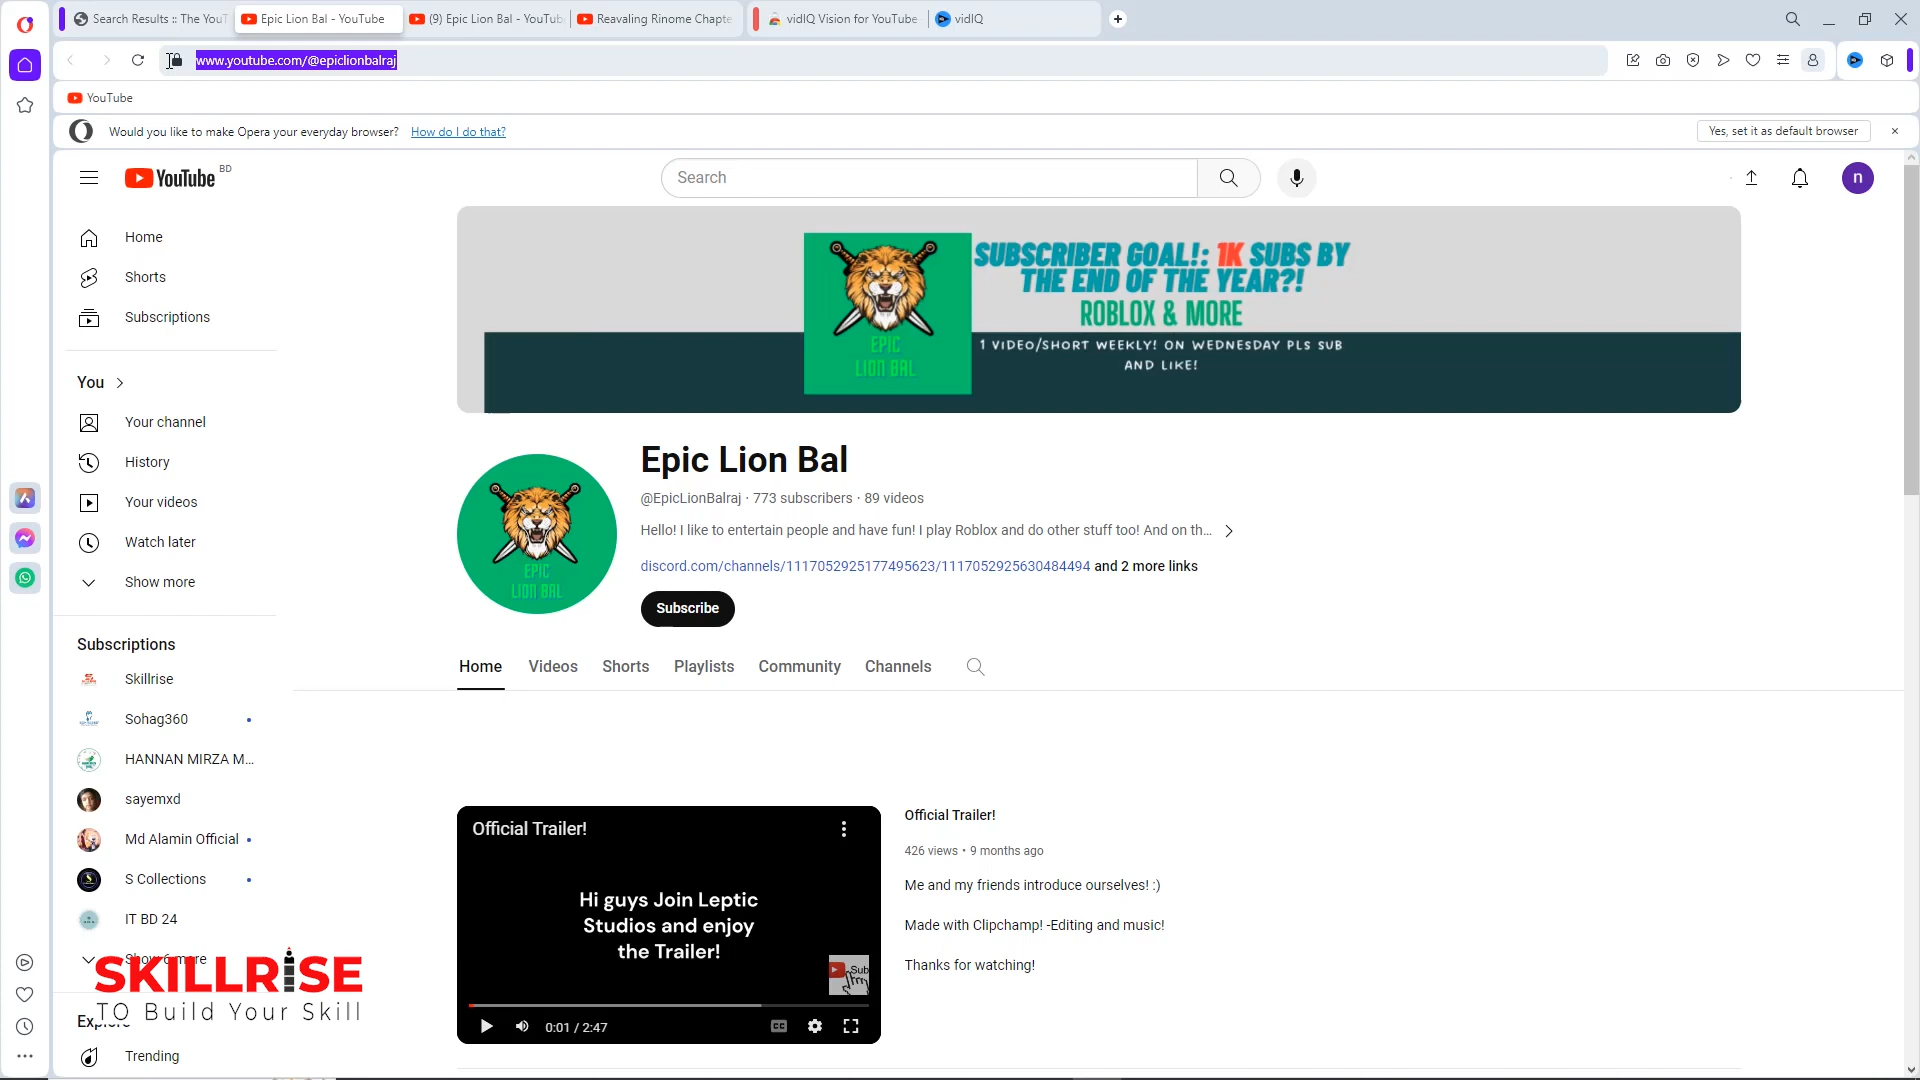 Search Results :: The YouT
Epic Lion Bal - YouTube
(9) Epic Lion Bal - YouTub
Reavaling Rinome Chapte
vidIQ Vision for YouTube
vidIQ
www.youtube.com/@epiclionbalraj
YouTube
Would you like to make Opera your everyday browser? How do I do that?
Yes, set it as default browser
YouTube BD
Search
n
Home
Shorts
Subscriptions
You
Your channel
History
Your videos
Watch later
Show more
Subscriptions
Skillrise
Sohag360
HANNAN MIRZA M...
sayemxd
Md Alamin Official
S Collections
IT BD 24
Show 6 more
SKILLRISE
TO Build Your Skill
Explore
Trending
EPIC
LION BAL
SUBSCRIBER GOAL!: 1K SUBS BY
THE END OF THE YEAR?!
ROBLOX & MORE
1 VIDEO/SHORT WEEKLY! ON WEDNESDAY PLS SUB
AND LIKE!
EPIC
LION BAL
Epic Lion Bal
@EpicLionBalraj · 773 subscribers · 89 videos
Hello! I like to entertain people and have fun! I play Roblox and do other stuff too! And on th...
discord.com/channels/1117052925177495623/1117052925630484494 and 2 more links
Subscribe
Home
Videos
Shorts
Playlists
Community
Channels
Official Trailer!
Hi guys Join Leptic
Studios and enjoy
the Trailer!
Sub
0:01 / 2:47
CC
Official Trailer!
426 views • 9 months ago
Me and my friends introduce ourselves! :)
Made with Clipchamp! -Editing and music!
Thanks for watching!